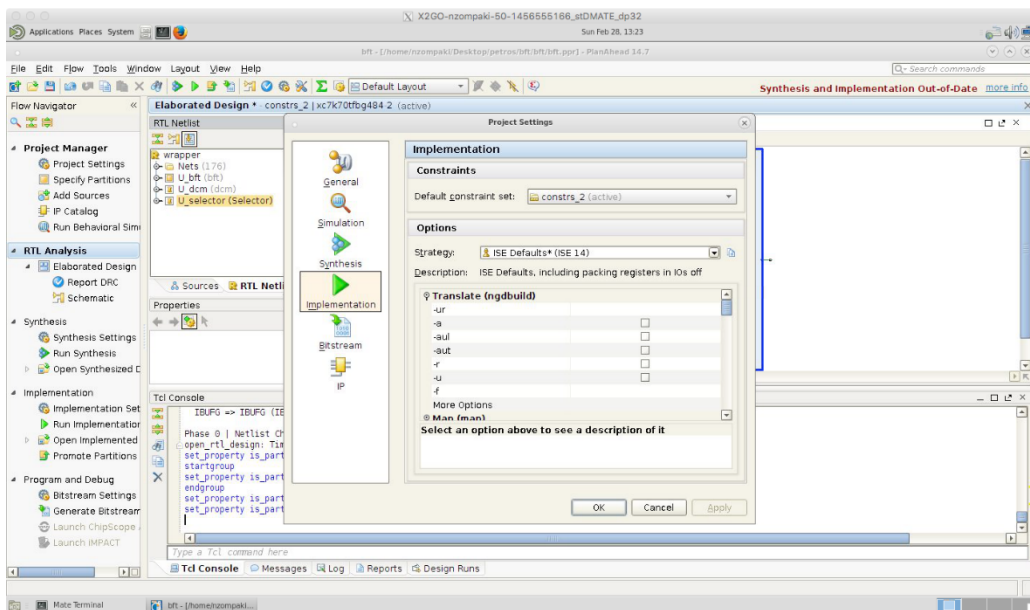 X2GO-nzompaki-50-1456555166_stDMATE_dp32
Applications Places System
Sun Feb 28, 13:23
bft - [/home/nzompaki/Desktop/petros/bft/bft/bft.ppr] - PlanAhead 14.7
File Edit Flow Tools Window Layout View Help
Search commands
Default Layout
Synthesis and Implementation Out-of-Date more info
Flow Navigator
Elaborated Design * - constrs_2 | xc7k70tfbg484-2 (active)
Project Manager
Project Settings
Specify Partitions
Add Sources
IP Catalog
Run Behavioral Sim
RTL Analysis
Elaborated Design
Report DRC
Schematic
Synthesis
Synthesis Settings
Run Synthesis
Open Synthesized D
Implementation
Implementation Set
Run Implementation
Open Implemented
Promote Partitions
Program and Debug
Bitstream Settings
Generate Bitstream
Launch ChipScope
Launch iMPACT
RTL Netlist
wrapper
Nets (176)
U_bft (bft)
U_dcm (dcm)
U_selector (Selector)
Sources RTL Netli
Properties
Tcl Console
IBUFG => IBUFG (IE
Phase 0 | Netlist Ch
open_rtl_design: Tim
set_property is_part
startgroup
set_property is_part
endgroup
set_property is_part
set_property is_part
Type a Tcl command here
Tcl Console Messages Log Reports Design Runs
Project Settings
General
Simulation
Synthesis
Implementation
Bitstream
IP
Implementation
Constraints
Default constraint set: constrs_2 (active)
Options
Strategy: ISE Defaults* (ISE 14)
Description: ISE Defaults, including packing registers in IOs off
Translate (ngdbuild)
-ur
-a
-aul
-aut
-r
-u
-f
More Options
Map (map)
Select an option above to see a description of it
OK Cancel Apply
Mate Terminal
bft - [/home/nzompaki...